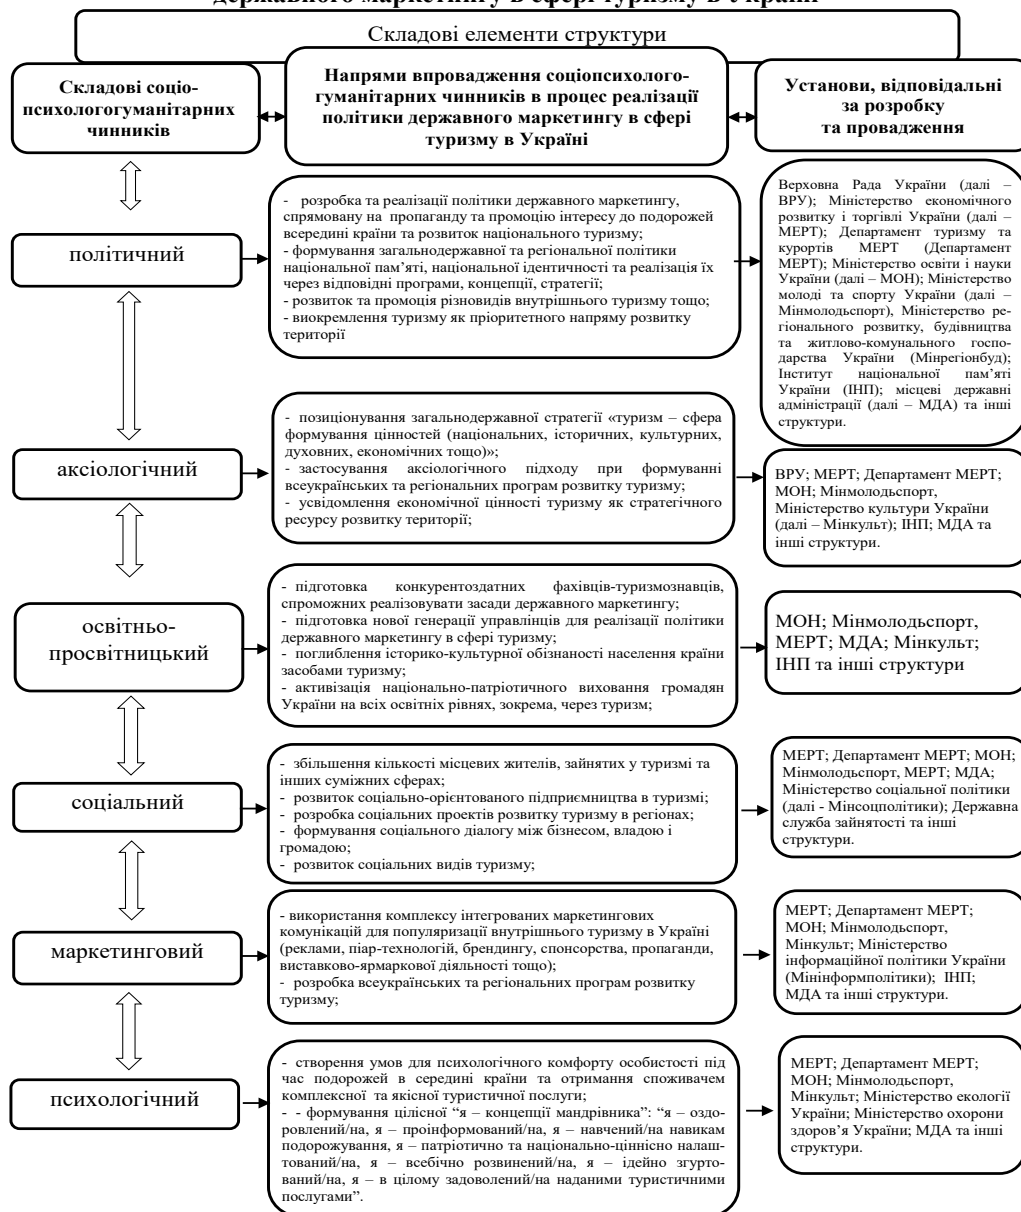 державного маркетингу в сфері туризму в Україні
Складові елементи структури
Складові соціо-
психологогуманітарних
чинників
Напрями впровадження соціопсихолого-
гуманітарних чинників в процес реалізації
політики державного маркетингу в сфері
туризму в Україні
Установи, відповідальні
за розробку
та провадження
політичний
- розробка та реалізації політики державного маркетингу,
спрямовану на пропаганду та промоцію інтересу до подорожей
всередині країни та розвиток національного туризму;
- формування загальнодержавної та регіональної політики
національної пам’яті, національної ідентичності та реалізація їх
через відповідні програми, концепції, стратегії;
- розвиток та промоція різновидів внутрішнього туризму тощо;
- виокремлення туризму як пріоритетного напряму розвитку
території
Верховна Рада України (далі –
ВРУ); Міністерство економічного
розвитку і торгівлі України (далі –
МЕРТ); Департамент туризму та
курортів МЕРТ (Департамент
МЕРТ); Міністерство освіти і науки
України (далі – МОН); Міністерство
молоді та спорту України (далі –
Мінмолодьспорт), Міністерство ре-
гіонального розвитку, будівництва
та житлово-комунального госпо-
дарства України (Мінрегіонбуд);
Інститут національної пам’яті
України (ІНП); місцеві державні
адміністрації (далі – МДА) та інші
структури.
аксіологічний
- позиціонування загальнодержавної стратегії «туризм – сфера
формування цінностей (національних, історичних, культурних,
духовних, економічних тощо)»;
- застосування аксіологічного підходу при формуванні
всеукраїнських та регіональних програм розвитку туризму;
- усвідомлення економічної цінності туризму як стратегічного
ресурсу розвитку території;
ВРУ; МЕРТ; Департамент МЕРТ;
МОН; Мінмолодьспорт,
Міністерство культури України
(далі – Мінкульт); ІНП; МДА та
інші структури.
освітньо-
просвітницький
- підготовка конкурентоздатних фахівців-туризмознавців,
спроможних реалізовувати засади державного маркетингу;
- підготовка нової генерації управлінців для реалізації політики
державного маркетингу в сфері туризму;
- поглиблення історико-культурної обізнаності населення країни
засобами туризму;
- активізація національно-патріотичного виховання громадян
України на всіх освітніх рівнях, зокрема, через туризм;
МОН; Мінмолодьспорт,
МЕРТ; МДА; Мінкульт;
ІНП та інші структури
соціальний
- збільшення кількості місцевих жителів, зайнятих у туризмі та
інших суміжних сферах;
- розвиток соціально-орієнтованого підприємництва в туризмі;
- розробка соціальних проектів розвитку туризму в регіонах;
- формування соціального діалогу між бізнесом, владою і
громадою;
- розвиток соціальних видів туризму;
МЕРТ; Департамент МЕРТ; МОН;
Мінмолодьспорт, МЕРТ; МДА;
Міністерство соціальної політики
(далі - Мінсоцполітики); Державна
служба зайнятості та інші
структури.
маркетинговий
- використання комплексу інтегрованих маркетингових
комунікацій для популяризації внутрішнього туризму в Україні
(реклами, піар-технологій, брендингу, спонсорства, пропаганди,
виставково-ярмаркової діяльності тощо);
- розробка всеукраїнських та регіональних програм розвитку
туризму;
МЕРТ; Департамент МЕРТ;
МОН; Мінмолодьспорт,
Мінкульт; Міністерство
інформаційної політики України
(Мінінформполітики); ІНП;
МДА та інші структури.
психологічний
- створення умов для психологічного комфорту особистості під
час подорожей в середині країни та отримання споживачем
комплексної та якісної туристичної послуги;
- - формування цілісної “я – концепції мандрівника”: “я – оздо-
ровлений/на, я – проінформований/на, я – навчений/на навикам
подорожування, я – патріотично та національно-ціннісно налаш-
тований/на, я – всебічно розвинений/на, я – ідейно згурто-
ваний/на, я – в цілому задоволений/на наданими туристичними
послугами”.
МЕРТ; Департамент МЕРТ;
МОН; Мінмолодьспорт,
Мінкульт; Міністерство екології
України; Міністерство охорони
здоров’я України; МДА та інші
структури.